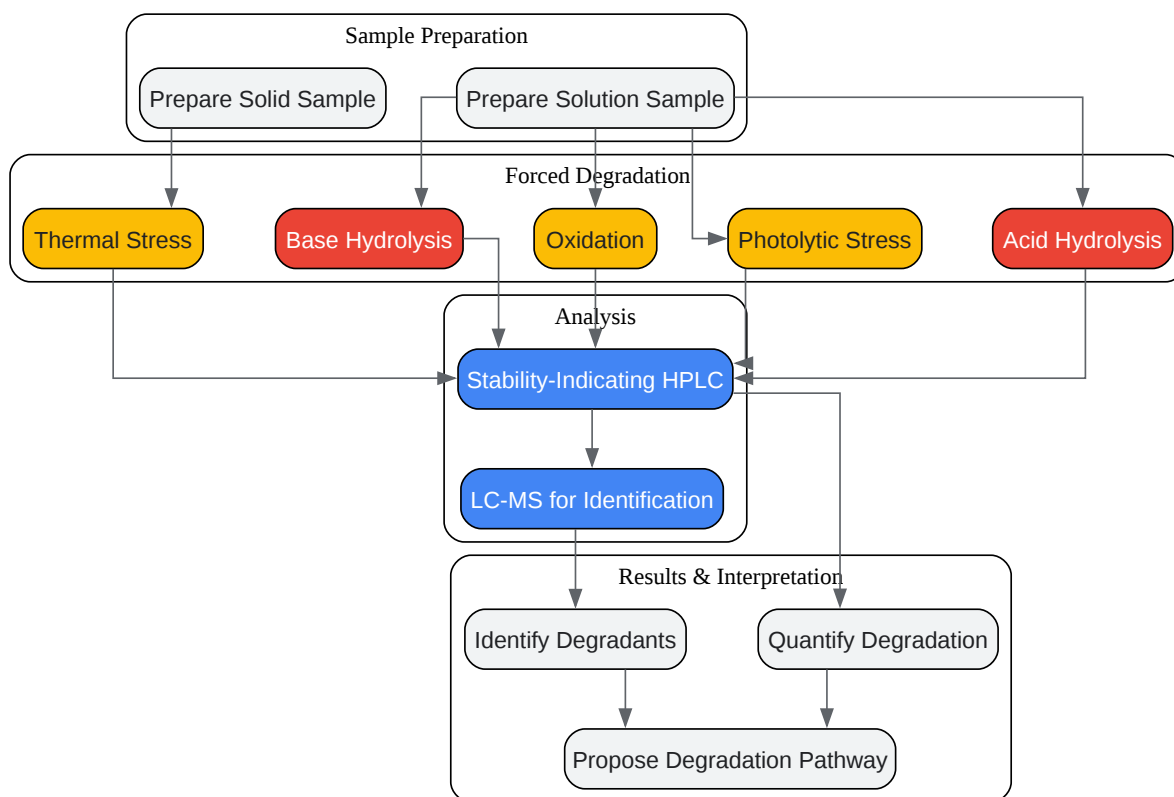 Sample Preparation
Prepare Solid Sample
Prepare Solution Sample
Forced Degradation
Thermal Stress
Base Hydrolysis
Oxidation
Photolytic Stress
Acid Hydrolysis
Analysis
Stability-Indicating HPLC
LC-MS for Identification
Results & Interpretation
Identify Degradants
Quantify Degradation
Propose Degradation Pathway